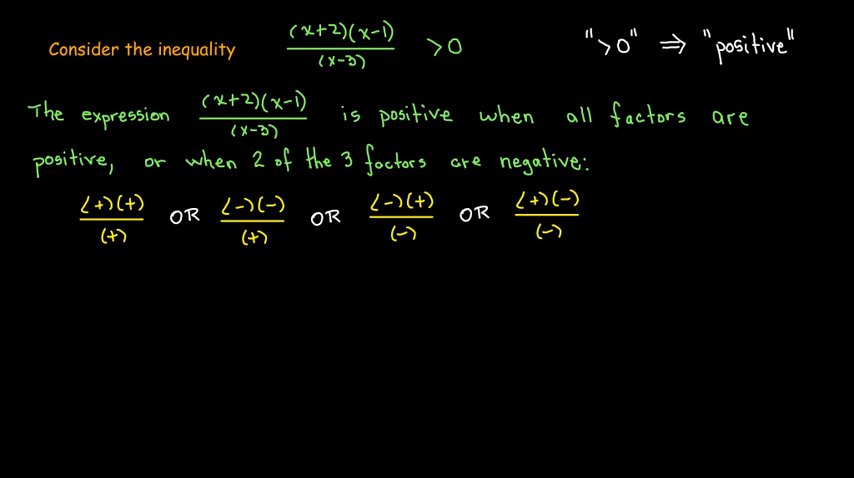 Consider the inequality (x+2)(x-1)/(x-3) >0 ">0" ⇒ "positive"
The expression (x+2)(x-1)/(x-3) is positive when all factors are
positive, or when 2 of the 3 factors are negative:
(+)(+)/(+) OR (-)(-)/(+) OR (-)(+)/(-) OR (+)(-)/(-)